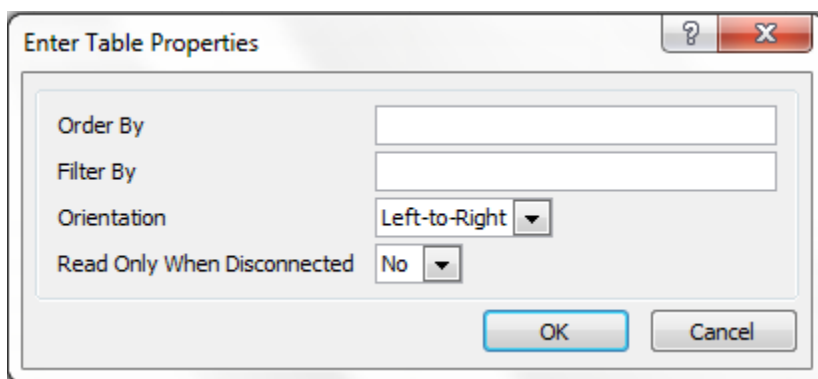 Enter Table Properties ?
Order By
Filter By
Orientation Left-to-Right
Read Only When Disconnected No
OK Cancel